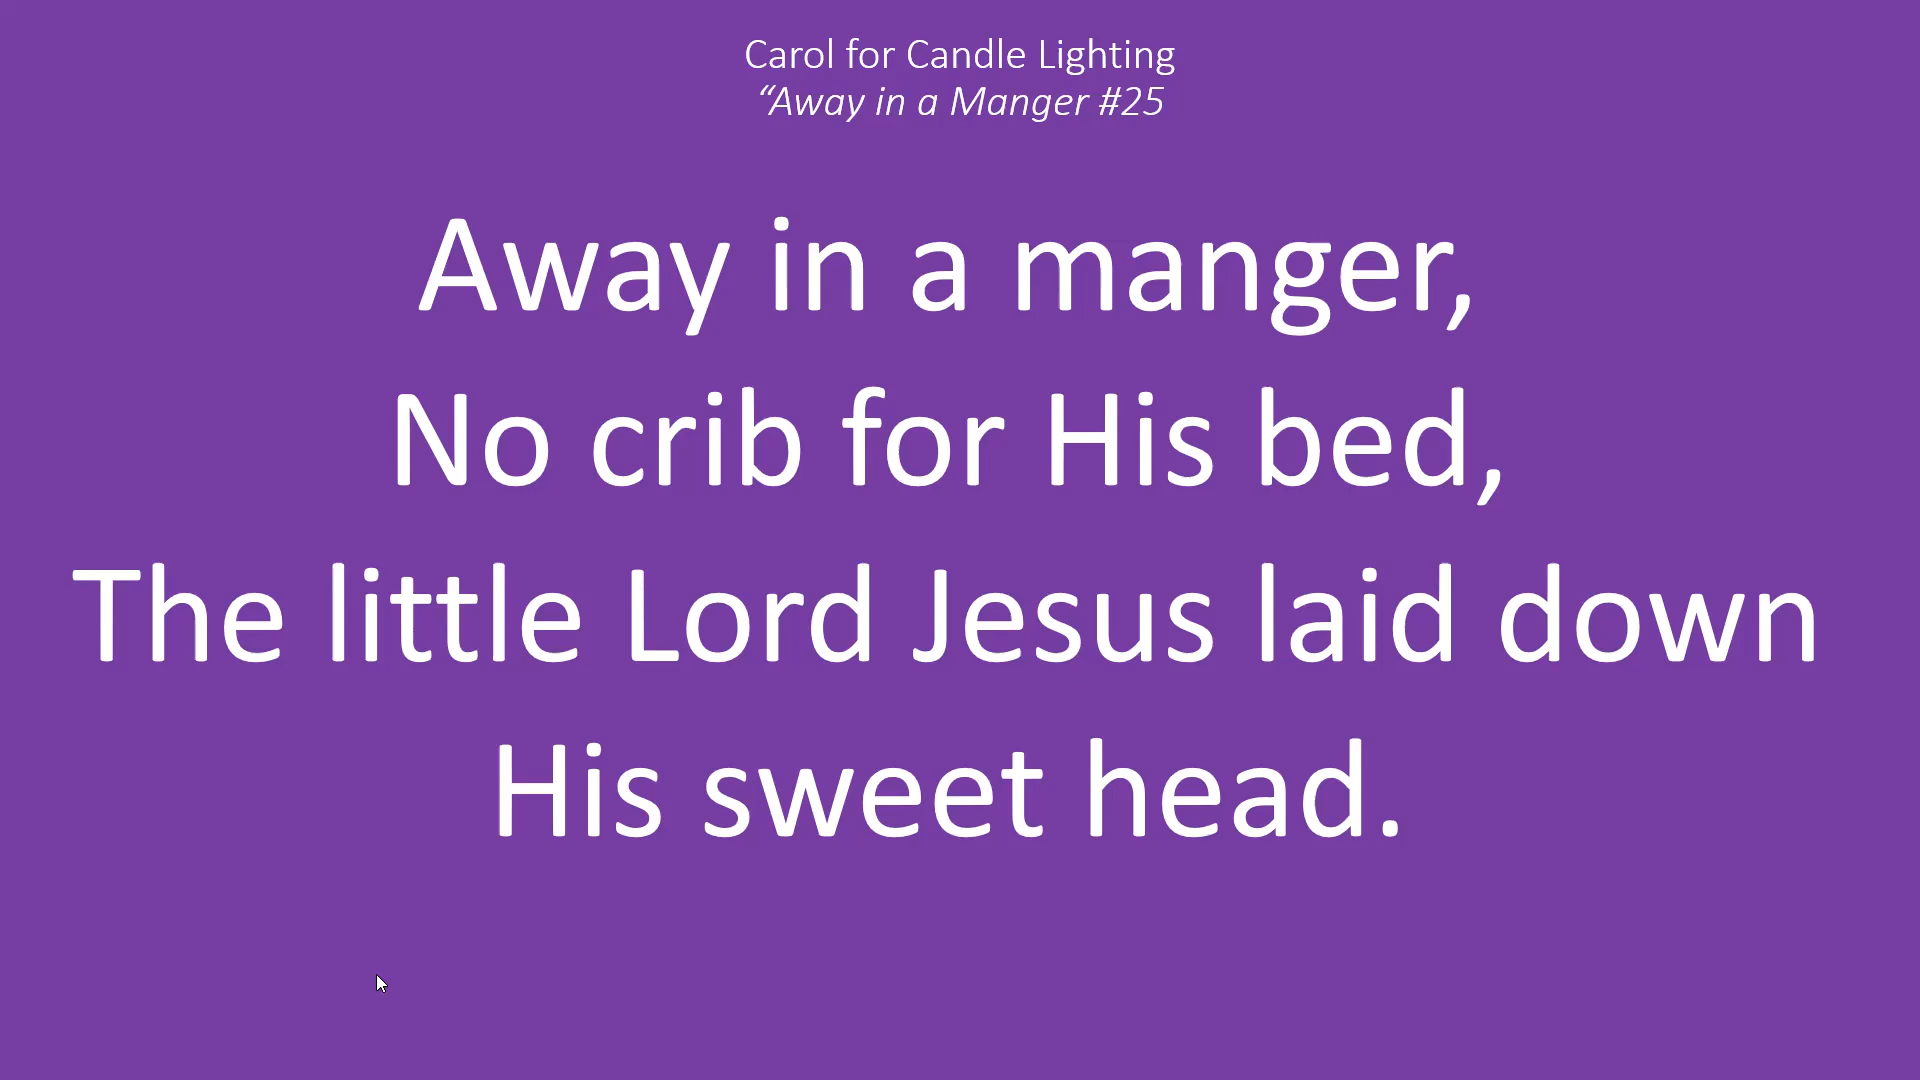 Carol for Candle Lighting
“Away in a Manger #25
Away in a manger,
No crib for His bed,
The little Lord Jesus laid down
His sweet head.